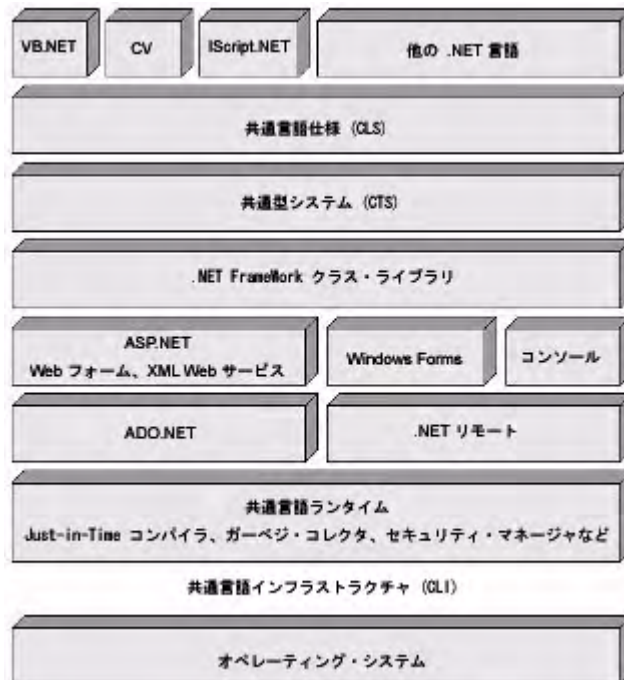 VB.NET
CV
IScript.NET
他の .NET 言語
共通言語仕様 (CLS)
共通型システム (CTS)
.NET FrameWork クラス・ライブラリ
ASP.NET
Web フォーム、XML Web サービス
Windows Forms
コンソール
ADO.NET
.NET リモート
共通言語ランタイム
Just-in-Time コンパイラ、ガーベジ・コレクタ、セキュリティ・マネージャなど
共通言語インフラストラクチャ (CLI)
オペレーティング・システム